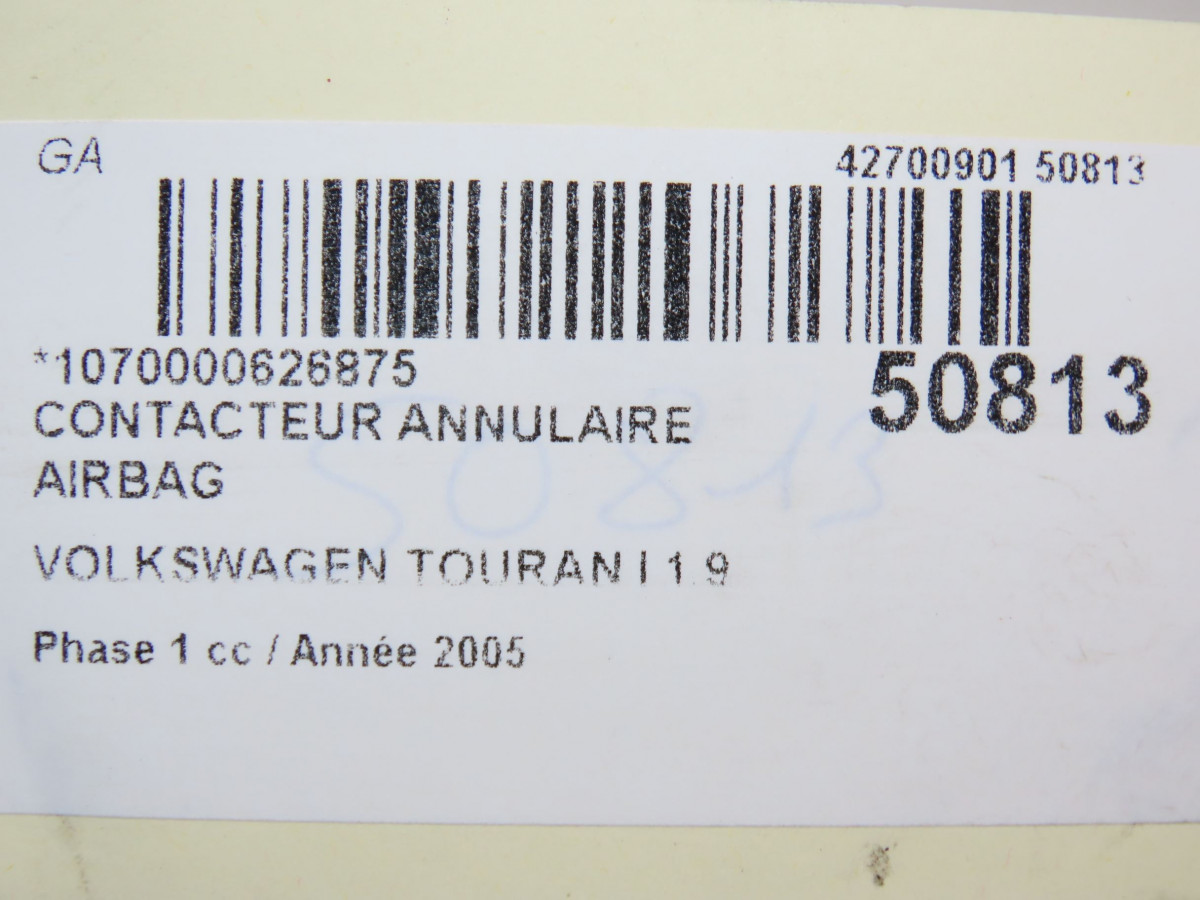 GA
42700901 50813
*1070000626875
50813
CONTACTEUR ANNULAIRE
AIRBAG
50813
VOLKSWAGEN TOURAN I 1.9
Phase 1 cc / Année 2005